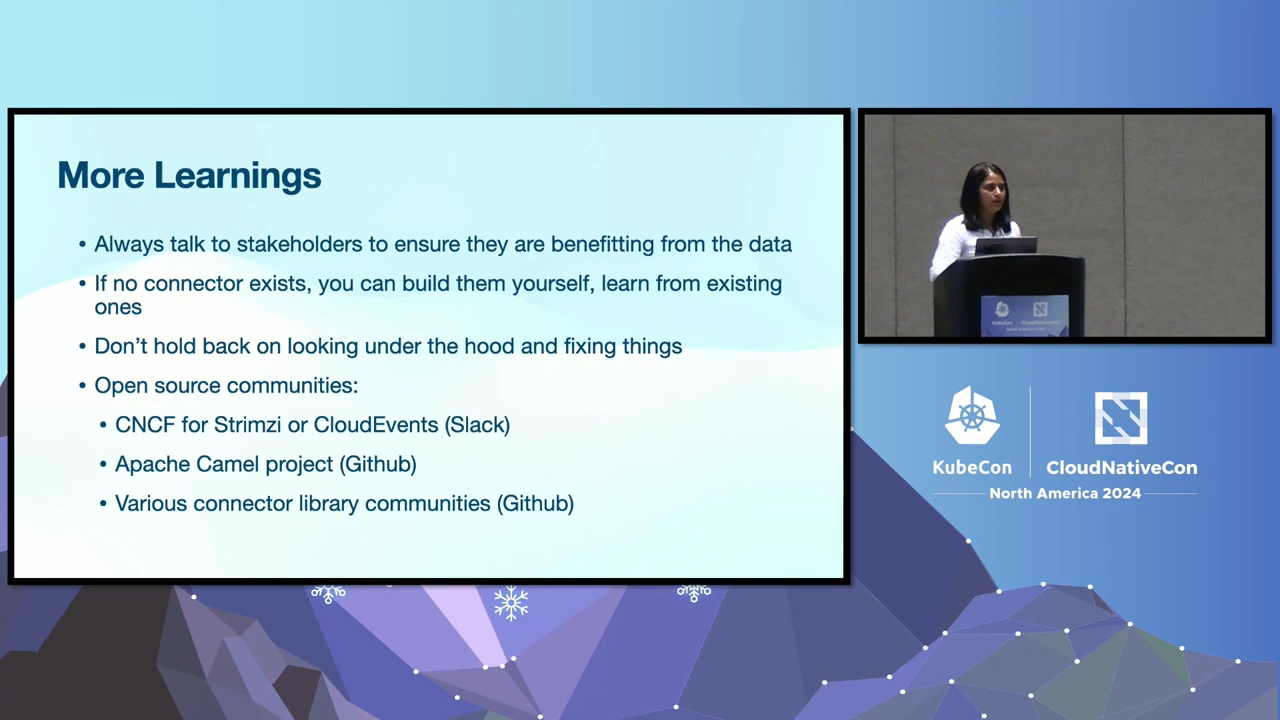 More Learnings
• Always talk to stakeholders to ensure they are benefitting from the data
• If no connector exists, you can build them yourself, learn from existing
ones
• Don’t hold back on looking under the hood and fixing things
• Open source communities:
• CNCF for Strimzi or CloudEvents (Slack)
• Apache Camel project (Github)
• Various connector library communities (Github)
KubeCon
CloudNativeCon
KubeCon CloudNativeCon
North America 2024